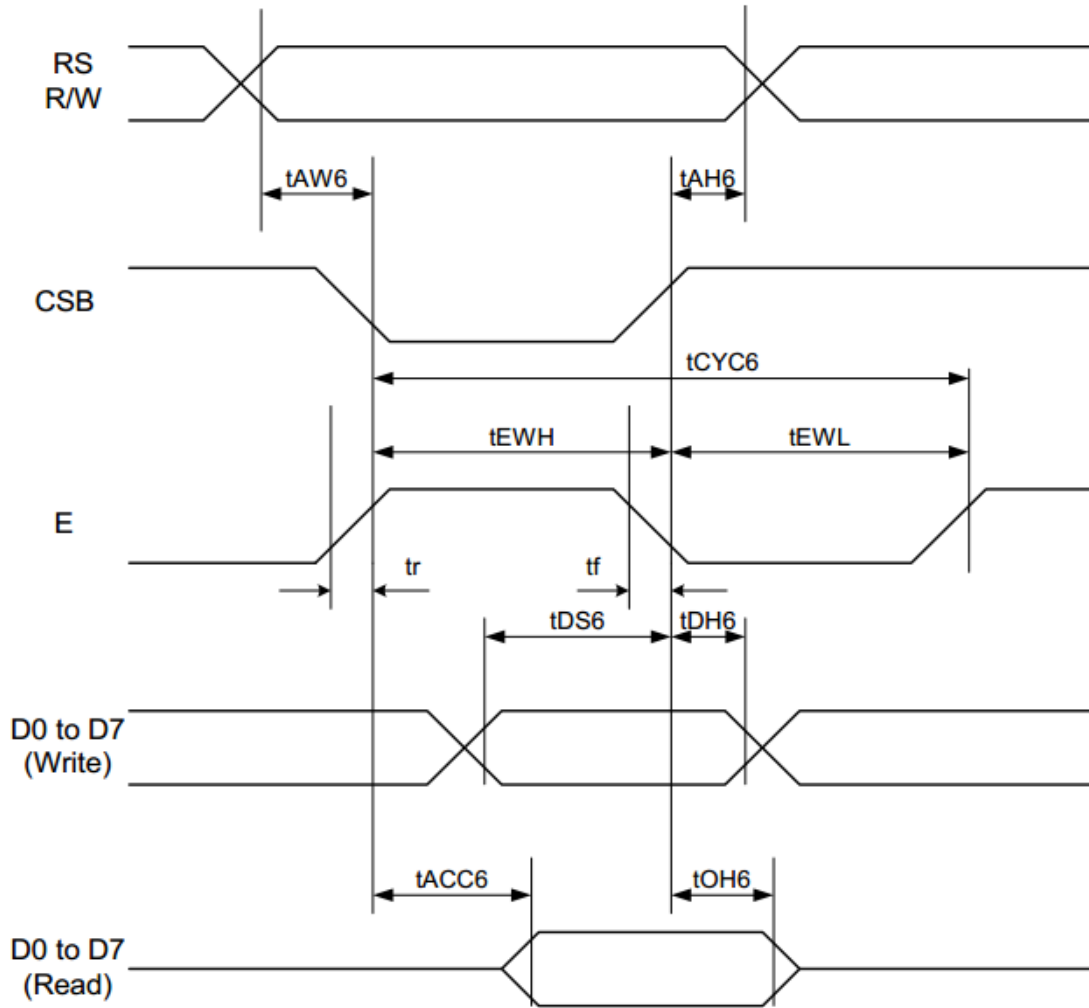 RS
R/W
tAW6
tAH6
CSB
tCYC6
tEWH
tEWL
E
tr
tf
tDS6
tDH6
D0 to D7
(Write)
tACC6
tOH6
D0 to D7
(Read)